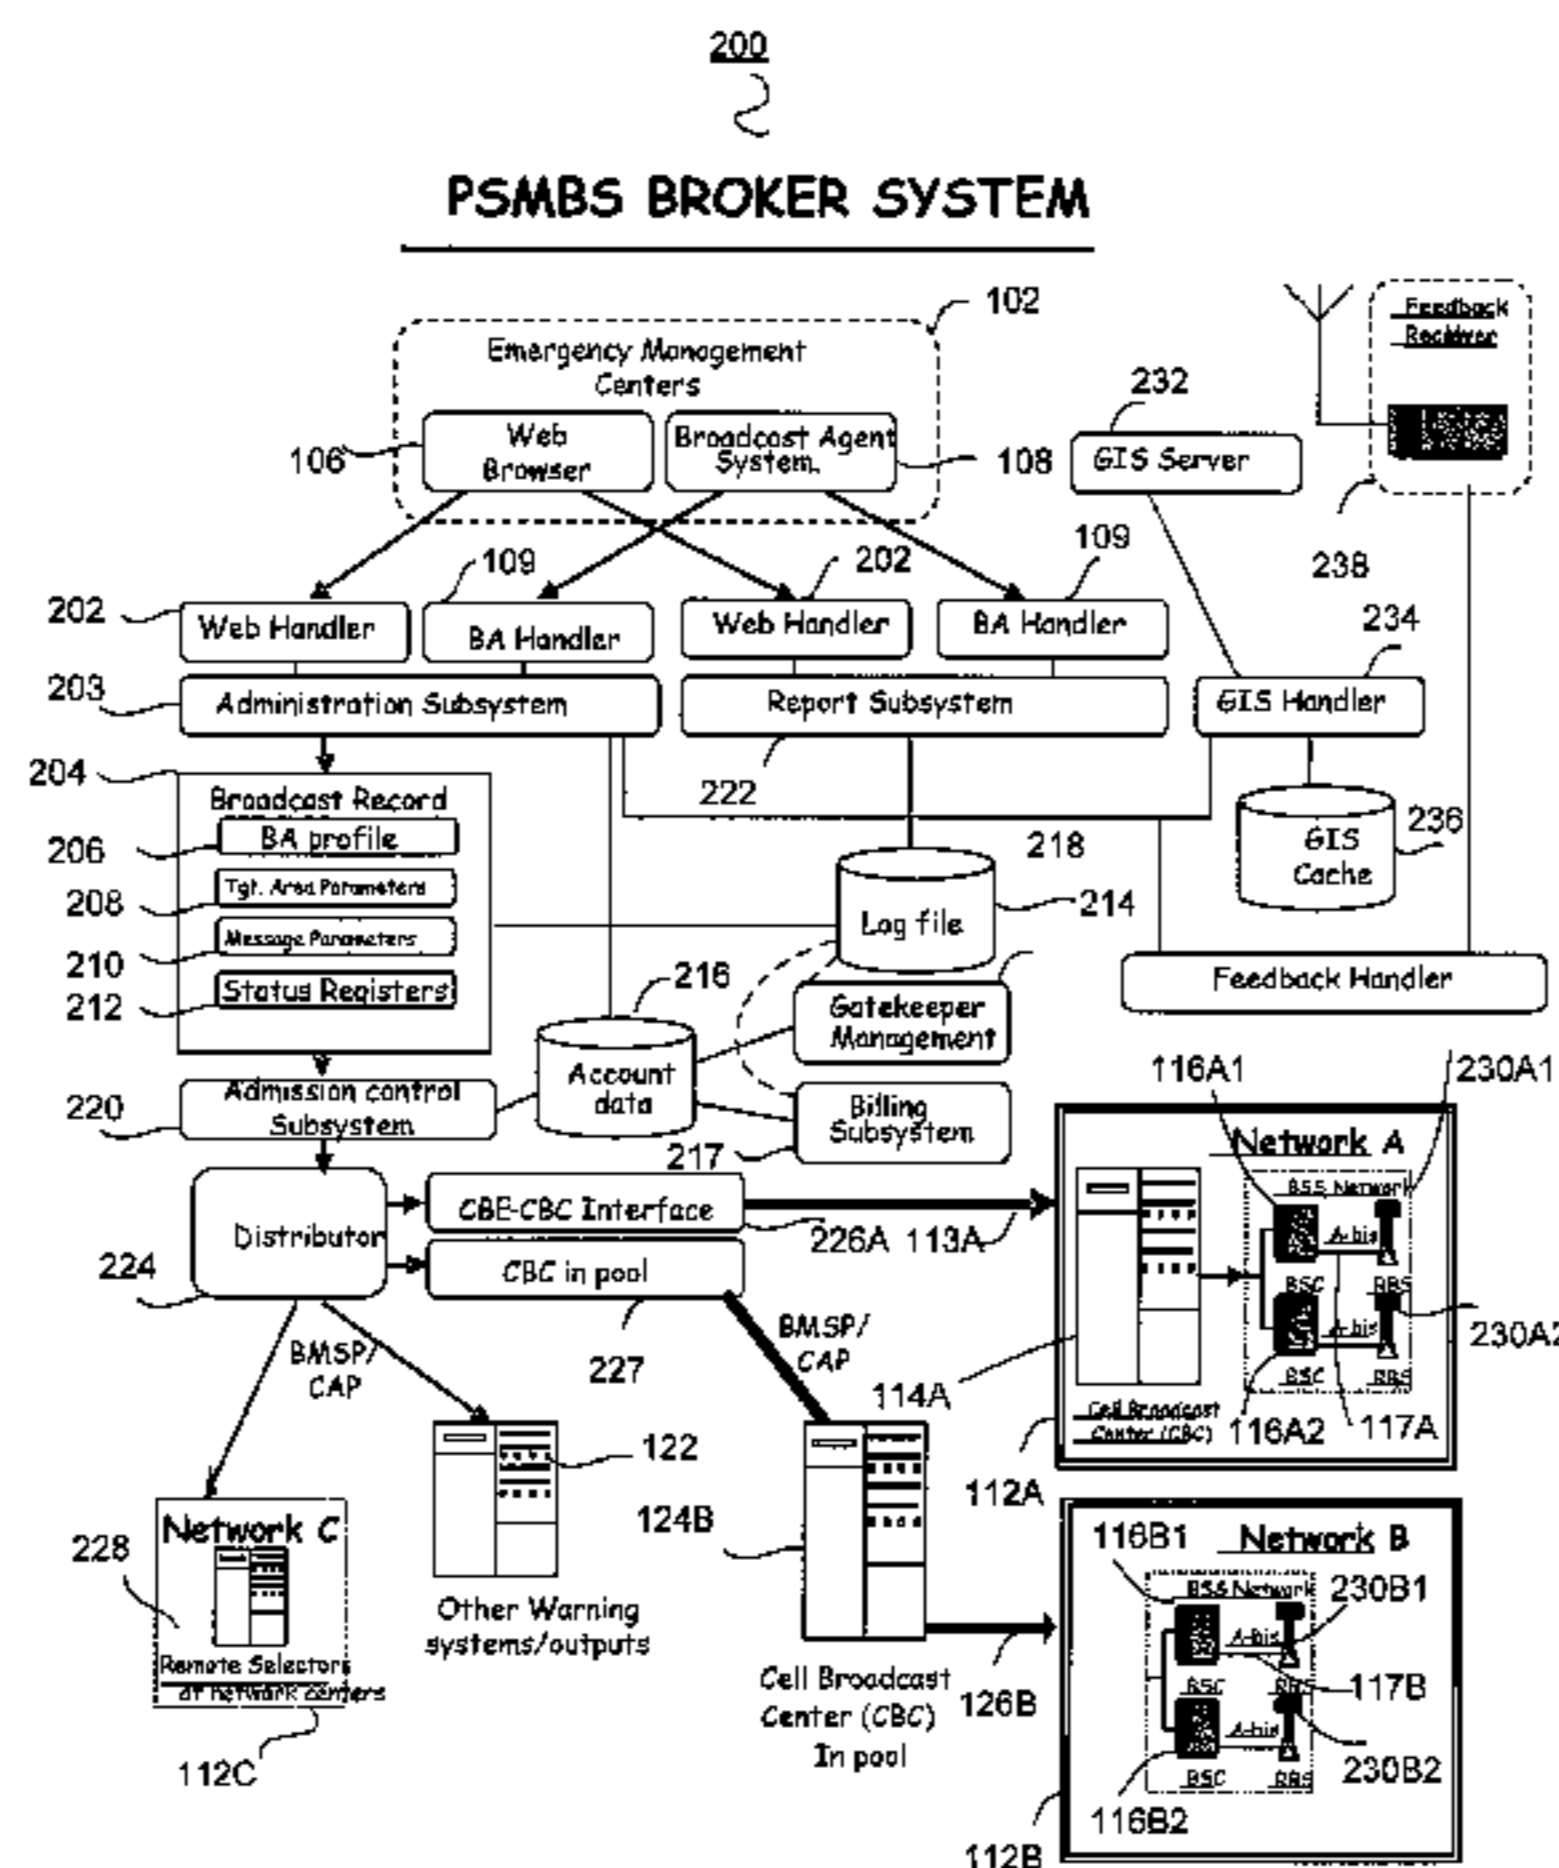 200
PSMBS BROKER SYSTEM
102
Emergency Management
Centers
Feedback
Receiver
232
106
Web
Browser
Broadcast Agent
System.
108
GIS Server
238
109
202
109
202
Web Handler
BA Handler
Web Handler
BA Handler
234
203
Administration Subsystem
Report Subsystem
GIS Handler
204
222
Broadcast Record
206
BA profile
218
GIS
Cache
236
208
Tgt. Area Parameters
Log file
214
210
Message Parameters
212
Status Registers
216
Gatekeeper
Management
Feedback Handler
220
Admission control
Subsystem
Account
data
Billing
Subsystem
217
116A1
230A1
Network A
BSS Network
Distributor
CBE-CBC Interface
226A
113A
A-bis
224
CBC in pool
BSC
RBS
BMSP/
CAP
227
BMSP/
CAP
A-bis
230A2
114A
BSC
RBS
Cell Broadcast
Center (CBC)
116A2
117A
122
112A
124B
Network C
228
Remote Selectors
at network centers
112C
Other Warning
systems/outputs
Cell Broadcast
Center (CBC)
In pool
126B
116B1
Network B
BSS Network
230B1
A-bis
BSC
RBS
117B
A-bis
BSC
RBS
230B2
116B2
112B